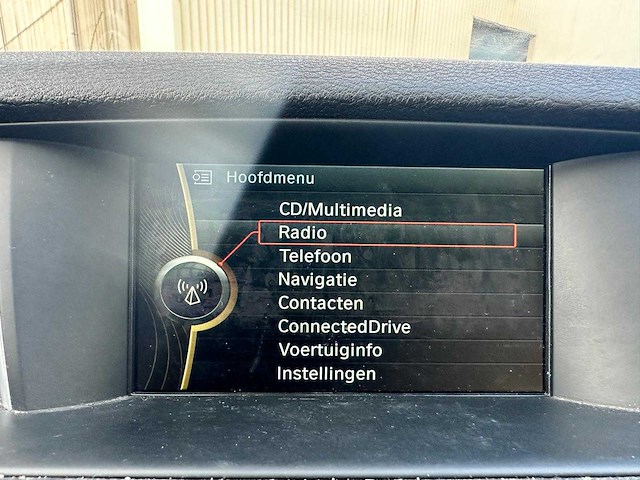 Hoofdmenu
CD/Multimedia
Radio
Telefoon
Navigatie
Contacten
ConnectedDrive
Voertuiginfo
Instellingen